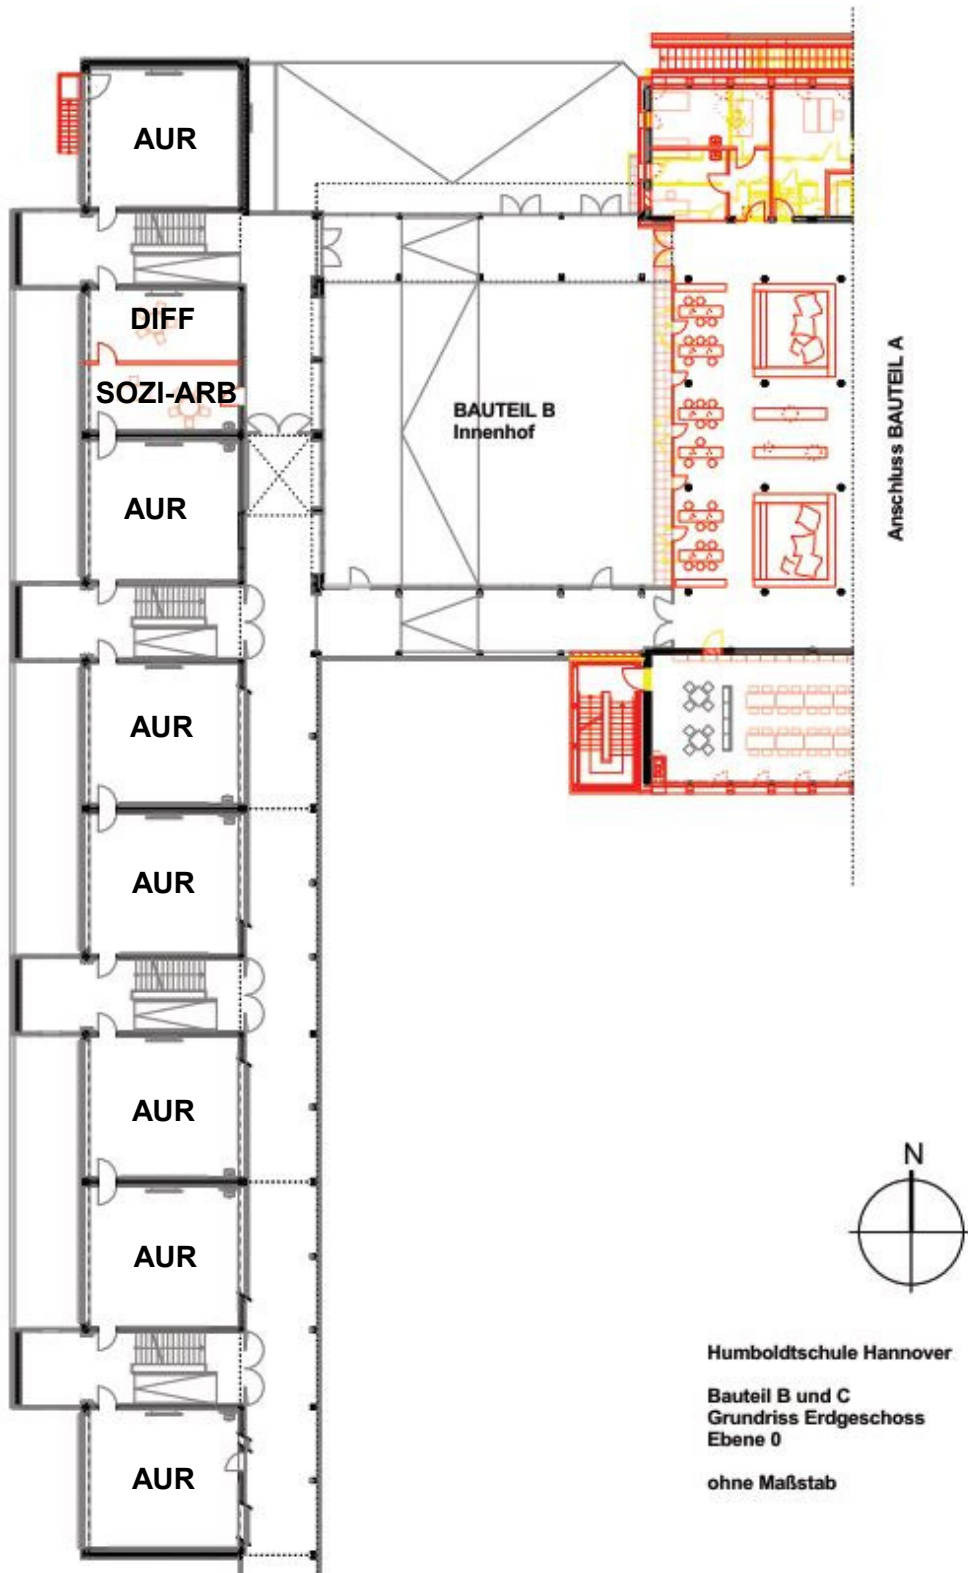 AUR
DIFF
SOZI-ARB
BAUTEIL B
Innenhof
Anschluss BAUTEIL A
AUR
AUR
AUR
AUR
AUR
AUR
N
Humboldtschule Hannover
Bauteil B und C
Grundriss Erdgeschoss
Ebene 0
ohne Maßstab